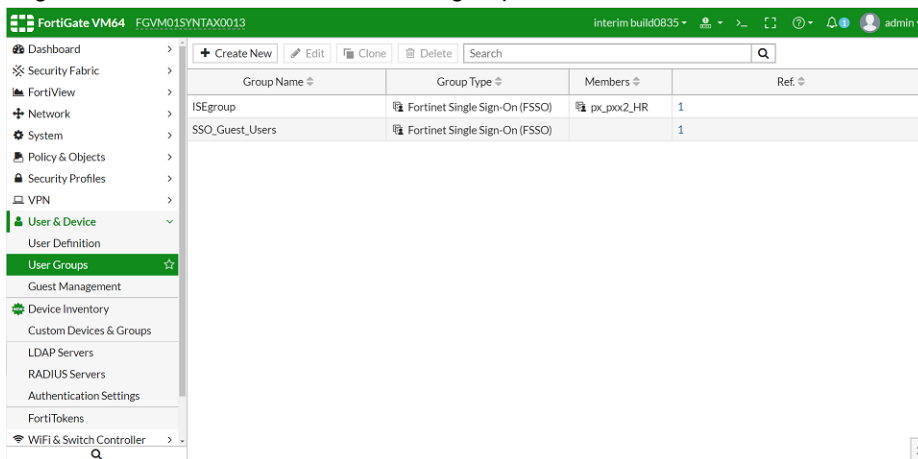 FortiGate VM64 FGVM01SYNTAX0013 interim build0835 >_ ? 1 admin
Dashboard
Security Fabric
FortiView
Network
System
Policy & Objects
Security Profiles
VPN
User & Device
User Definition
User Groups
Guest Management
Device Inventory
Custom Devices & Groups
LDAP Servers
RADIUS Servers
Authentication Settings
FortiTokens
WiFi & Switch Controller
+ Create New Edit Clone Delete Search
Group Name Group Type Members Ref.
ISEgroup Fortinet Single Sign-On (FSSO) px_pxx2_HR 1
SSO_Guest_Users Fortinet Single Sign-On (FSSO) 1